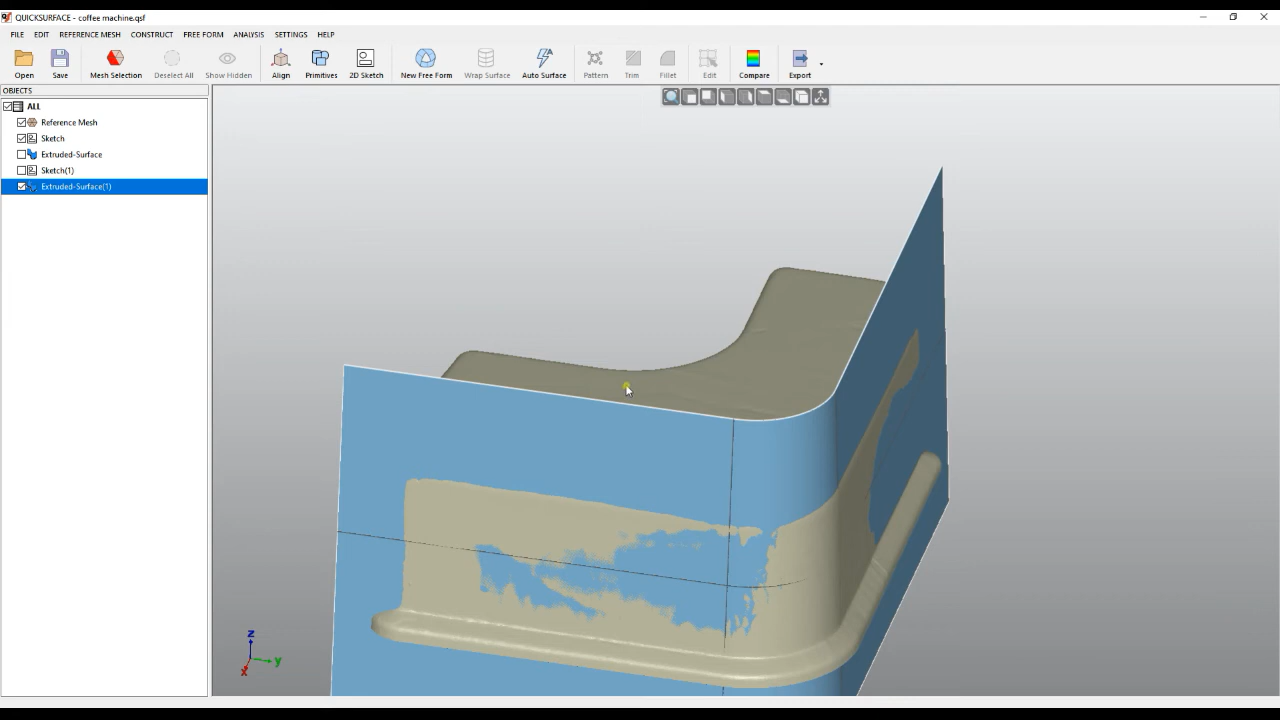 QUICKSURFACE - coffee machine.qsf
FILE EDIT REFERENCE MESH CONSTRUCT FREE FORM ANALYSIS SETTINGS HELP
Open Save Mesh Selection Deselect All Show Hidden Align Primitives 2D Sketch New Free Form Wrap Surface Auto Surface Pattern Trim Fillet Edit Compare Export
OBJECTS
ALL
Reference Mesh
Sketch
Extruded-Surface
Sketch(1)
Extruded-Surface(1)
z
y
x